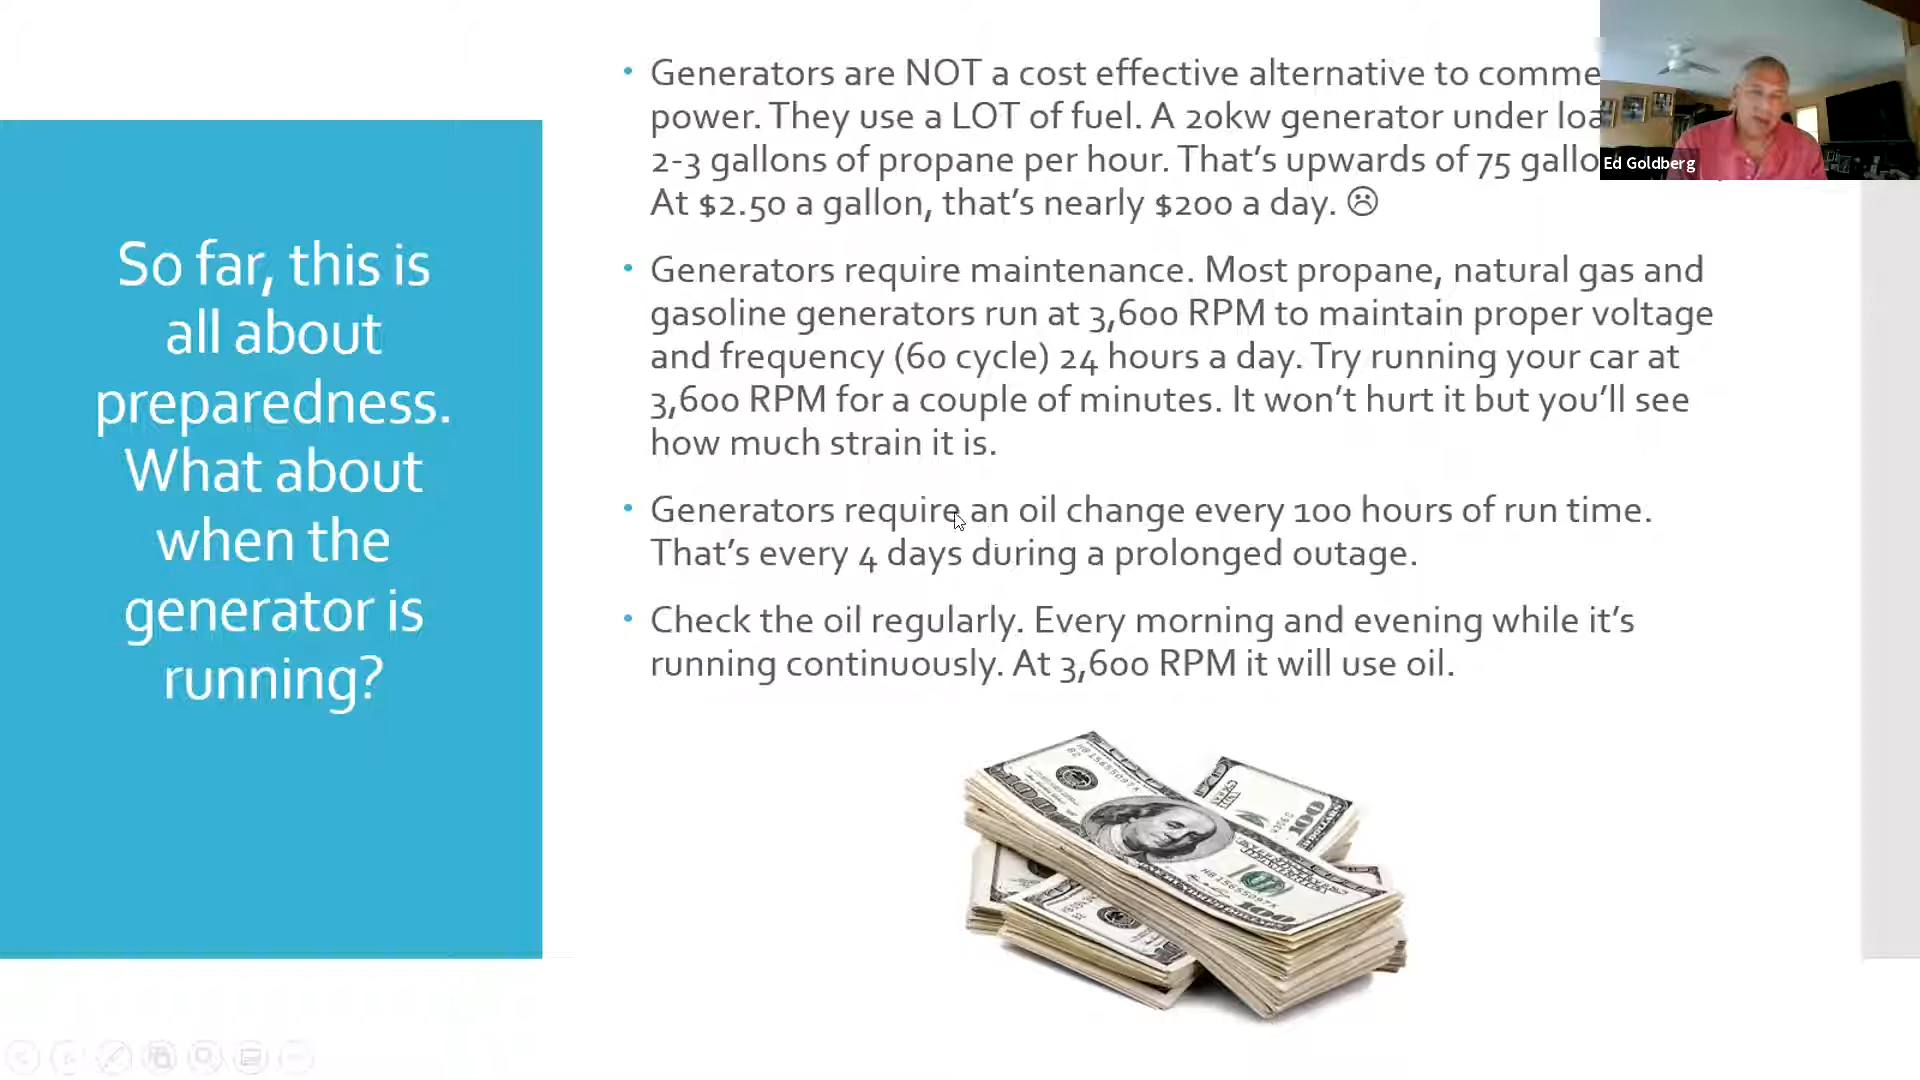 So far, this is
all about
preparedness.
What about
when the
generator is
running?
• Generators are NOT a cost effective alternative to comme
power. They use a LOT of fuel. A 20kw generator under loa
2-3 gallons of propane per hour. That’s upwards of 75 gallo
At $2.50 a gallon, that’s nearly $200 a day. ☹
• Generators require maintenance. Most propane, natural gas and
gasoline generators run at 3,600 RPM to maintain proper voltage
and frequency (60 cycle) 24 hours a day. Try running your car at
3,600 RPM for a couple of minutes. It won’t hurt it but you’ll see
how much strain it is.
• Generators require an oil change every 100 hours of run time.
That’s every 4 days during a prolonged outage.
• Check the oil regularly. Every morning and evening while it’s
running continuously. At 3,600 RPM it will use oil.
Ed Goldberg
HB15655097K
100
HB15655097K
100
100